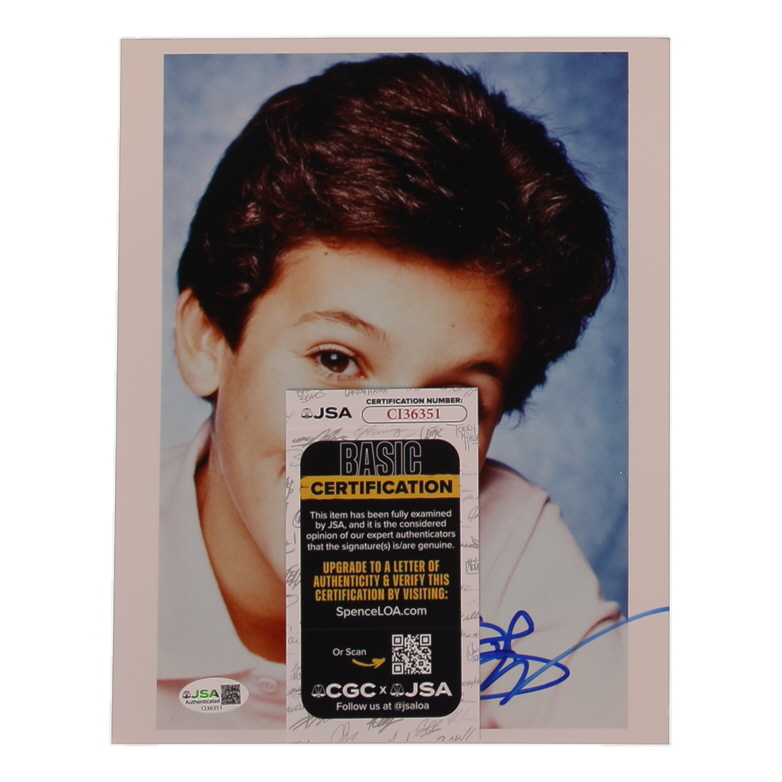 JSA
CERTIFICATION NUMBER:
CI36351
BASIC
CERTIFICATION
This item has been fully examined
by JSA, and it is the considered
opinion of our expert authenticators
that the signature(s) is/are genuine.
UPGRADE TO A LETTER OF
AUTHENTICITY & VERIFY THIS
CERTIFICATION BY VISITING:
SpenceLOA.com
Or Scan
CGC x JSA
Follow us at @jsaloa
JSA
Authenticated
CI36351